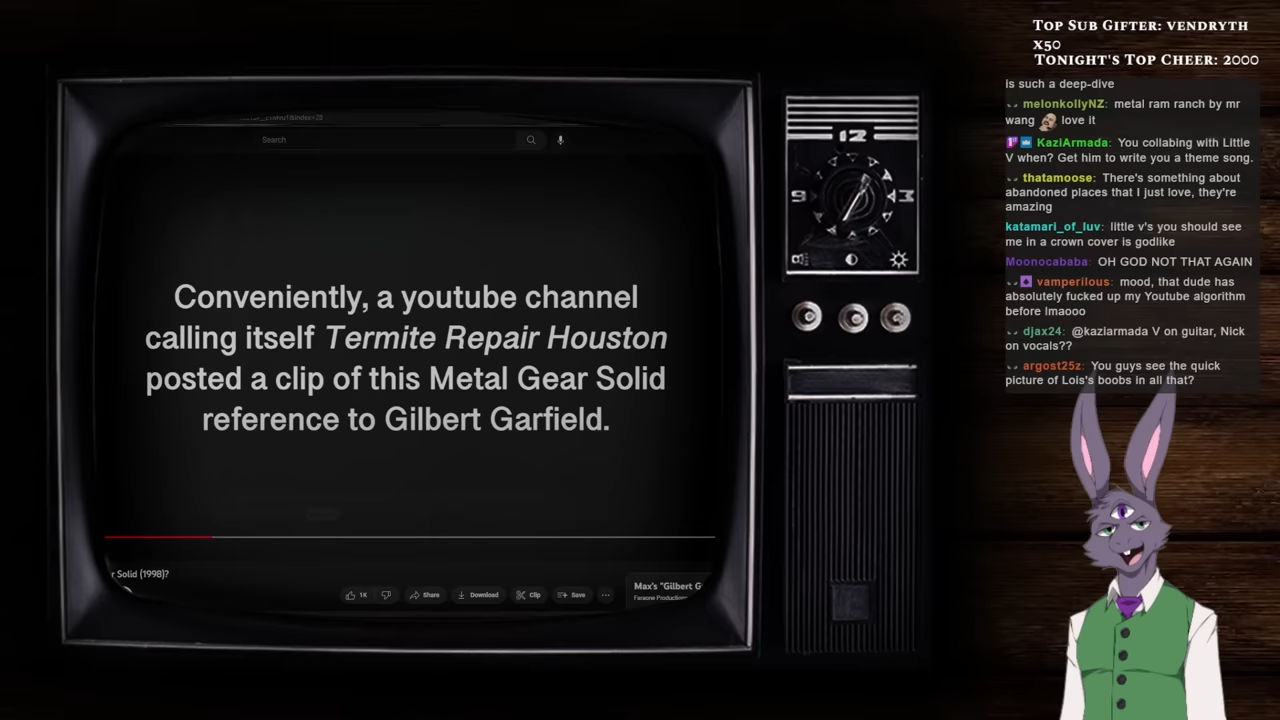 Search
Conveniently, a youtube channel
calling itself Termite Repair Houston
posted a clip of this Metal Gear Solid
reference to Gilbert Garfield.
r Solid (1998)?
1K
Share
Download
Clip
Save
Max's "Gilbert G
Faraone Productions
12
9
3
Top Sub Gifter: vendryth
x50
Tonight's Top Cheer: 2000
is such a deep-dive
melonkollyNZ: metal ram ranch by mr
wang love it
KaziArmada: You collabing with Little
V when? Get him to write you a theme song.
thatamoose: There's something about
abandoned places that I just love, they're
amazing
katamari_of_luv: little v's you should see
me in a crown cover is godlike
Moonocababa: OH GOD NOT THAT AGAIN
vamperilous: mood, that dude has
absolutely fucked up my Youtube algorithm
before lmaooo
djax24: @kaziarmada V on guitar, Nick
on vocals??
argost25z: You guys see the quick
picture of Lois's boobs in all that?